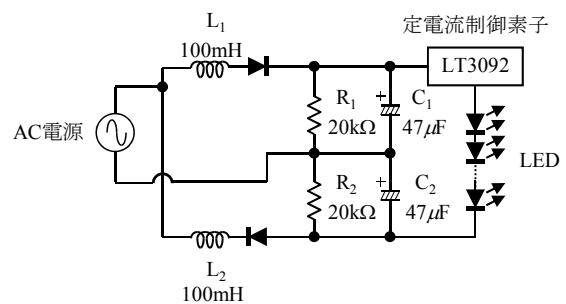 L₁
100mH
定電流制御素子
LT3092
AC電源
R₁
20kΩ
+
C₁
47μF
LED
R₂
20kΩ
+
C₂
47μF
L₂
100mH